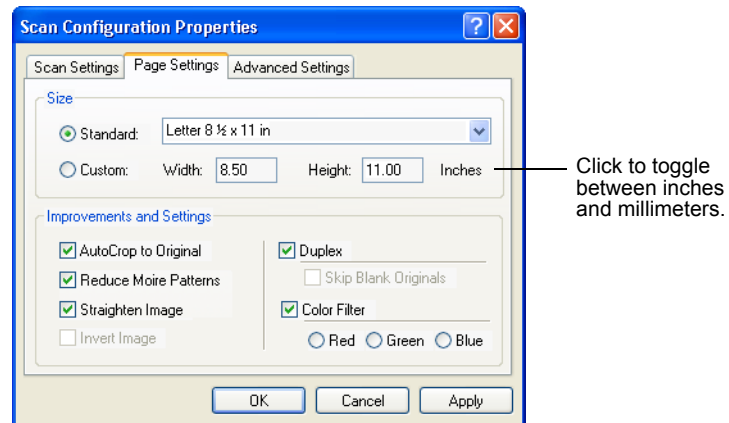 Scan Configuration Properties
Scan Settings Page Settings Advanced Settings
Size
Standard: Letter 8 ½ x 11 in
Custom: Width: 8.50 Height: 11.00 Inches
Click to toggle
between inches
and millimeters.
Improvements and Settings
AutoCrop to Original Duplex
Reduce Moire Patterns Skip Blank Originals
Straighten Image Color Filter
Invert Image Red Green Blue
OK Cancel Apply